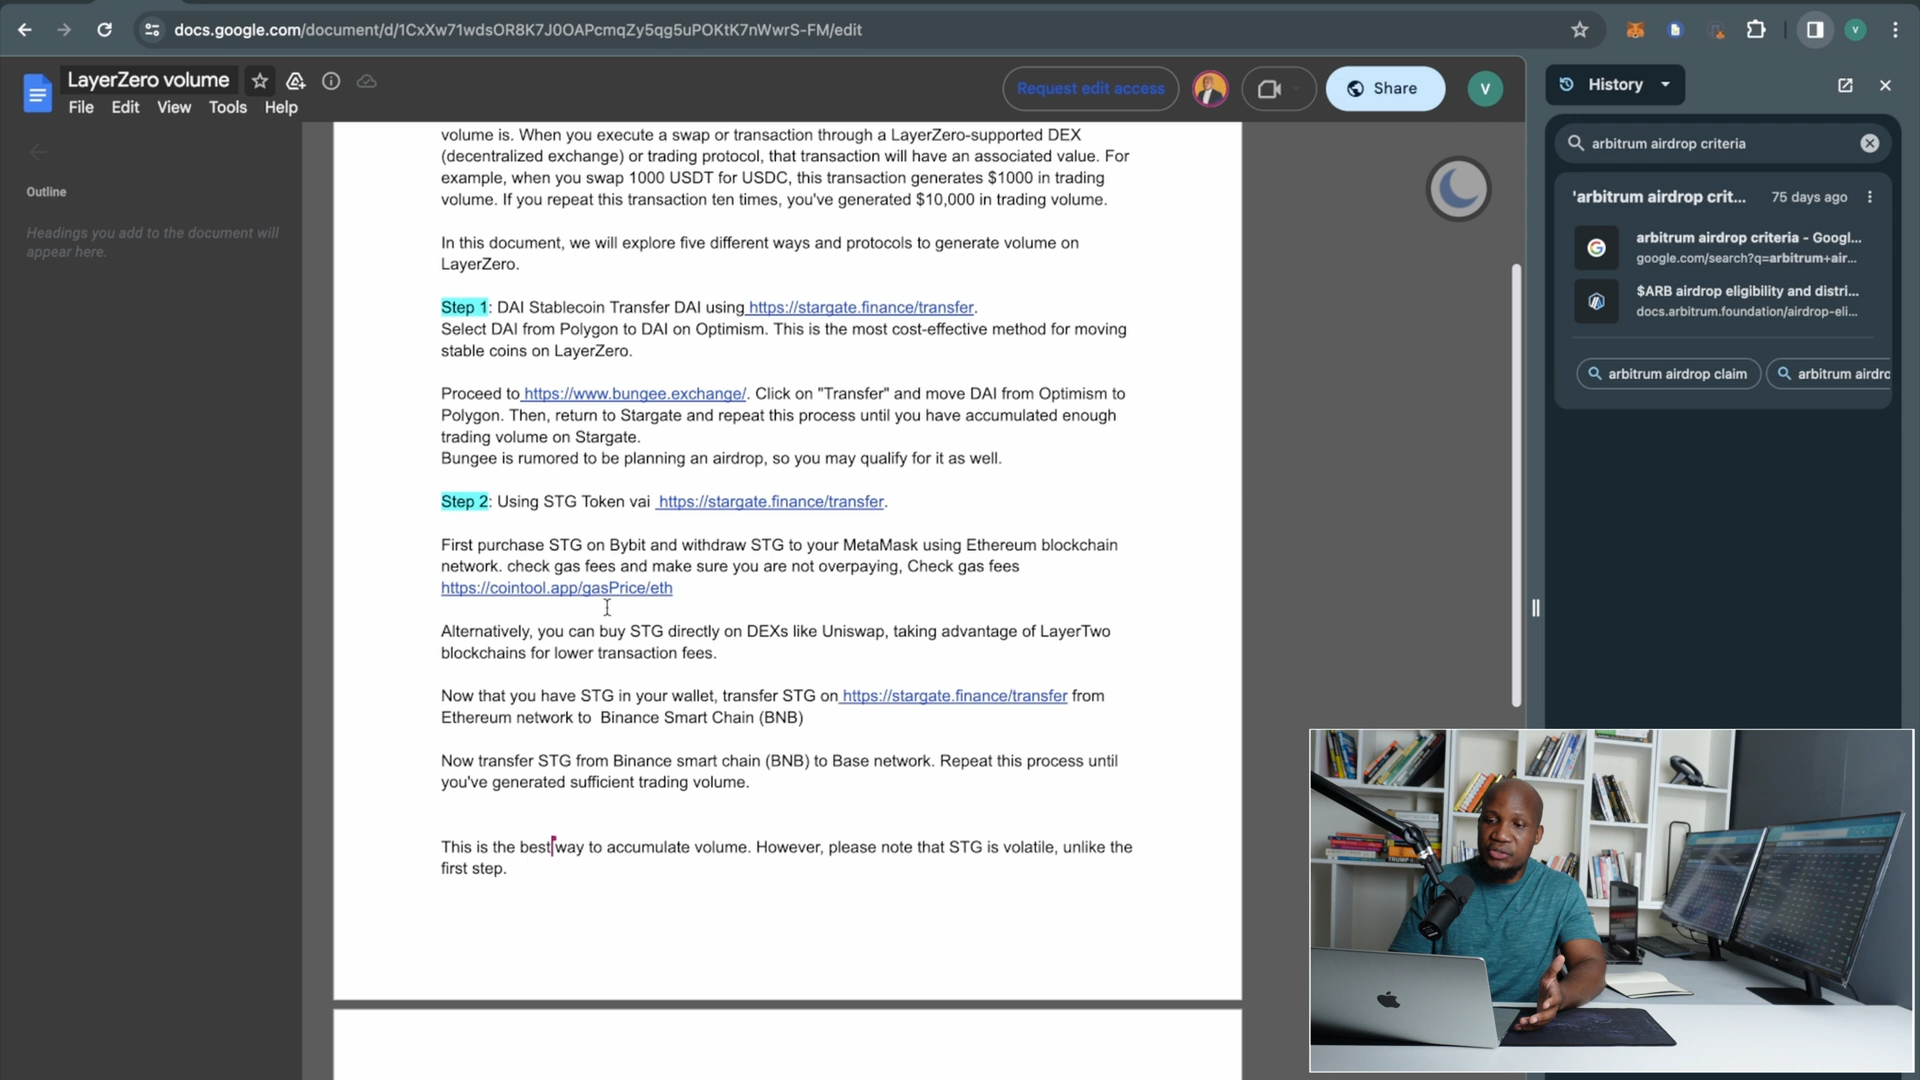 docs.google.com/document/d/1CxXw71wdsOR8K7J0OAPcmqZy5qg5uPOKtK7nWwrS-FM/edit
V
LayerZero volume
File Edit View Tools Help
Request edit access
Share
V
History
arbitrum airdrop criteria
'arbitrum airdrop crit... 75 days ago
arbitrum airdrop criteria - Googl...
google.com/search?q=arbitrum+air...
$ARB airdrop eligibility and distri...
docs.arbitrum.foundation/airdrop-eli...
arbitrum airdrop claim
arbitrum airdrc
Outline
Headings you add to the document will
appear here.
volume is. When you execute a swap or transaction through a LayerZero-supported DEX
(decentralized exchange) or trading protocol, that transaction will have an associated value. For
example, when you swap 1000 USDT for USDC, this transaction generates $1000 in trading
volume. If you repeat this transaction ten times, you've generated $10,000 in trading volume.
In this document, we will explore five different ways and protocols to generate volume on
LayerZero.
Step 1: DAI Stablecoin Transfer DAI using https://stargate.finance/transfer.
Select DAI from Polygon to DAI on Optimism. This is the most cost-effective method for moving
stable coins on LayerZero.
Proceed to https://www.bungee.exchange/. Click on "Transfer" and move DAI from Optimism to
Polygon. Then, return to Stargate and repeat this process until you have accumulated enough
trading volume on Stargate.
Bungee is rumored to be planning an airdrop, so you may qualify for it as well.
Step 2: Using STG Token vai https://stargate.finance/transfer.
First purchase STG on Bybit and withdraw STG to your MetaMask using Ethereum blockchain
network. check gas fees and make sure you are not overpaying, Check gas fees
https://cointool.app/gasPrice/eth
Alternatively, you can buy STG directly on DEXs like Uniswap, taking advantage of LayerTwo
blockchains for lower transaction fees.
Now that you have STG in your wallet, transfer STG on https://stargate.finance/transfer from
Ethereum network to Binance Smart Chain (BNB)
Now transfer STG from Binance smart chain (BNB) to Base network. Repeat this process until
you've generated sufficient trading volume.
This is the best way to accumulate volume. However, please note that STG is volatile, unlike the
first step.
TRUMP